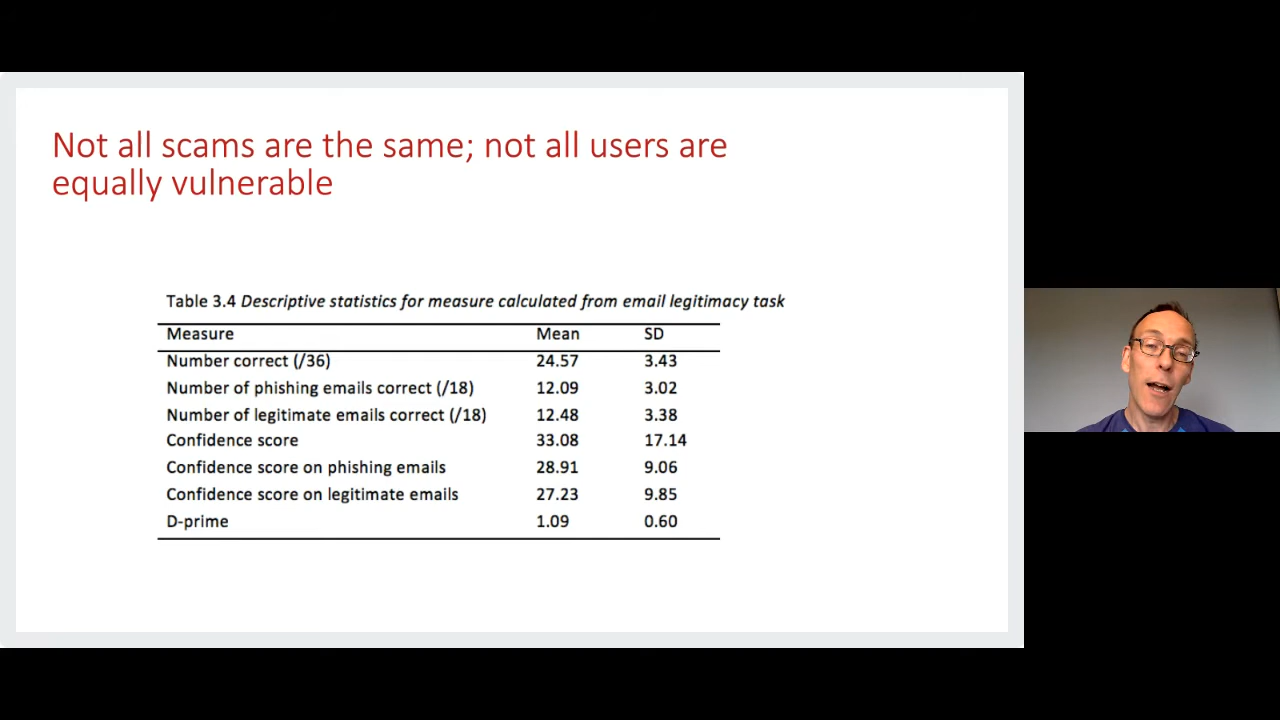 Not all scams are the same; not all users are
equally vulnerable
Table 3.4 Descriptive statistics for measure calculated from email legitimacy task
Measure Mean SD
Number correct (/36) 24.57 3.43
Number of phishing emails correct (/18) 12.09 3.02
Number of legitimate emails correct (/18) 12.48 3.38
Confidence score 33.08 17.14
Confidence score on phishing emails 28.91 9.06
Confidence score on legitimate emails 27.23 9.85
D-prime 1.09 0.60